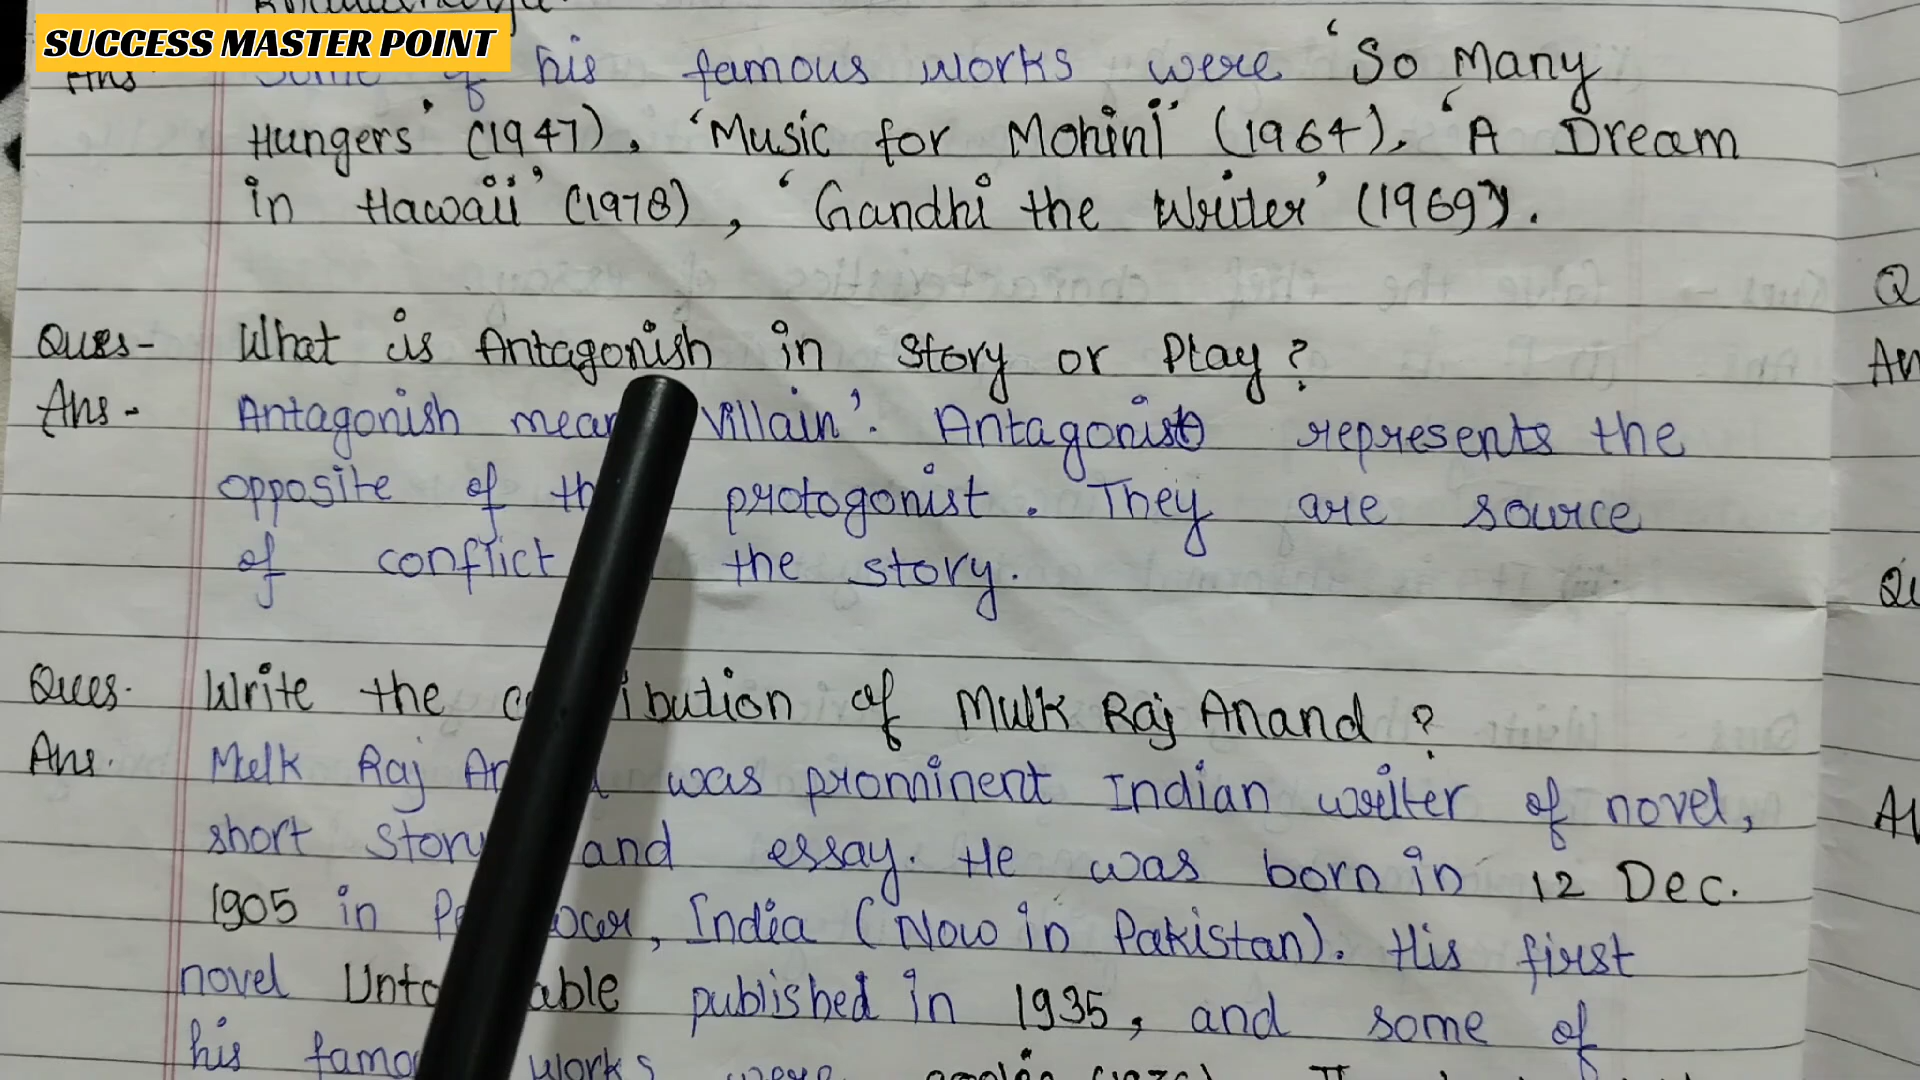 SUCCESS MASTER POINT
Ans his famous works were 'So Many
Hungers' (1947), 'Music for Mohini' (1964), 'A Dream
in Hawaii' (1978), 'Gandhi the Writer' (1969).
Ques- What is Antagonish in Story or Play?
Ans- Antagonish mean Villain'. Antagonist represents the
opposite of protogonist. They are source
of conflict the story.
Ques. Write the of Mulk Raj Anand?
Ans. Mulk Raj was prominent Indian writer of novel,
short and essay. He was born in 12 Dec.
1905 in India (Now in Pakistan). His first
novel published in 1935, and some of
his works were
Q
An
Qu